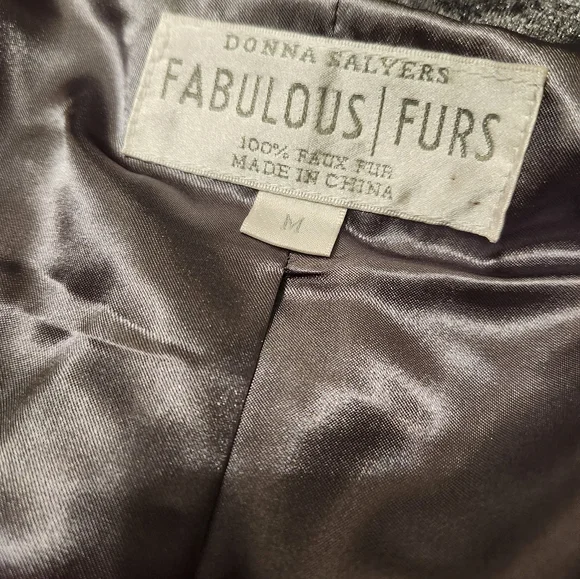 DONNA SALYERS
FABULOUS | FURS
100% FAUX FUR
MADE IN CHINA
M